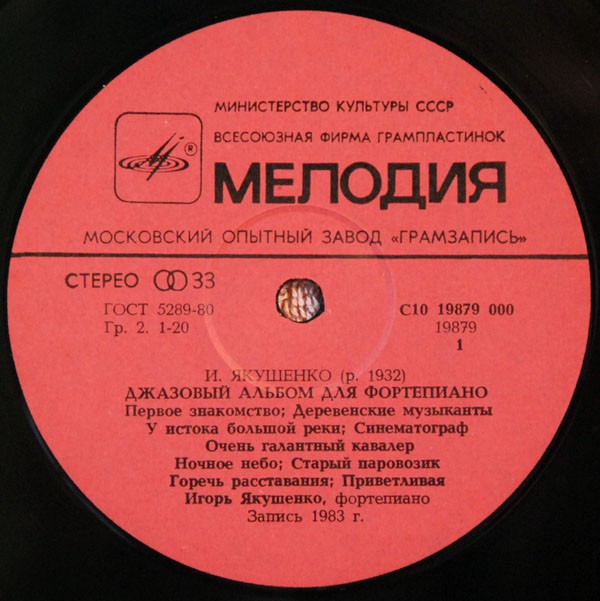 МИНИСТЕРСТВО КУЛЬТУРЫ СССР
ВСЕСОЮЗНАЯ ФИРМА ГРАМПЛАСТИНОК
®
МЕЛОДИЯ
МОСКОВСКИЙ ОПЫТНЫЙ ЗАВОД «ГРАМЗАПИСЬ»
СТЕРЕО 33
ГОСТ 5289-80
Гр. 2. 1-20
С10 19879 000
19879
1
И. ЯКУШЕНКО (р. 1932)
ДЖАЗОВЫЙ АЛЬБОМ ДЛЯ ФОРТЕПИАНО
Первое знакомство; Деревенские музыканты
У истока большой реки; Синематограф
Очень галантный кавалер
Ночное небо; Старый паровозик
Горечь расставания; Приветливая
Игорь Якушенко, фортепиано
Запись 1983 г.